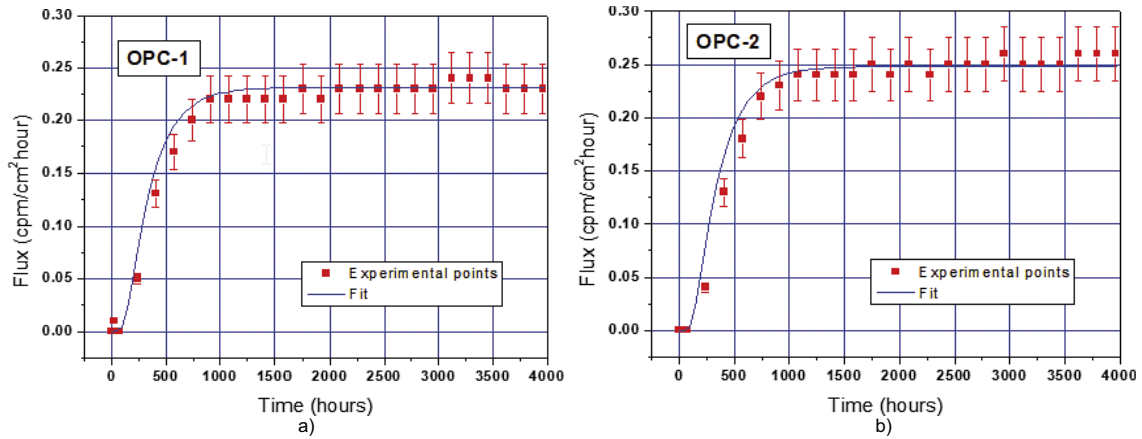 OPC-1
Flux (cpm/cm²hour)
0.30
0.25
0.20
0.15
0.10
0.05
0.00
Experimental points
Fit
0 500 1000 1500 2000 2500 3000 3500 4000
Time (hours)
a)
OPC-2
Flux (cpm/cm²hour)
0.30
0.25
0.20
0.15
0.10
0.05
0.00
Experimental points
Fit
0 500 1000 1500 2000 2500 3000 3500 4000
Time (hours)
b)